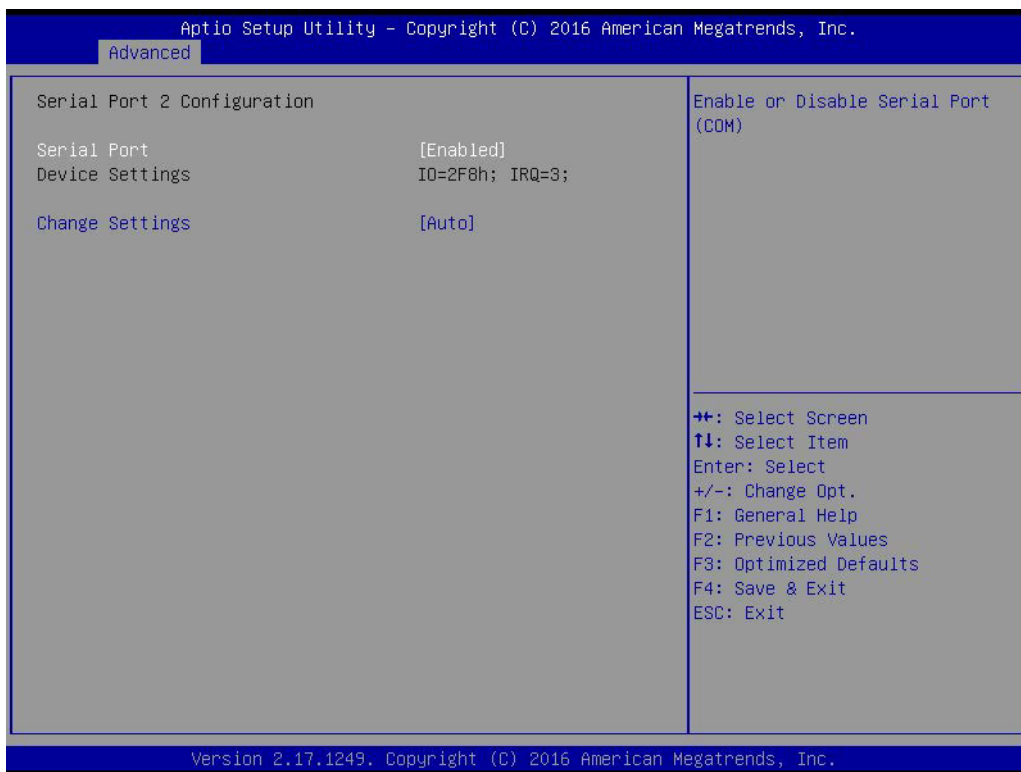 Aptio Setup Utility – Copyright (C) 2016 American Megatrends, Inc.
Advanced
Serial Port 2 Configuration
Serial Port [Enabled]
Device Settings IO=2F8h; IRQ=3;
Change Settings [Auto]
Enable or Disable Serial Port
(COM)
→←: Select Screen
↑↓: Select Item
Enter: Select
+/-: Change Opt.
F1: General Help
F2: Previous Values
F3: Optimized Defaults
F4: Save & Exit
ESC: Exit
Version 2.17.1249. Copyright (C) 2016 American Megatrends, Inc.